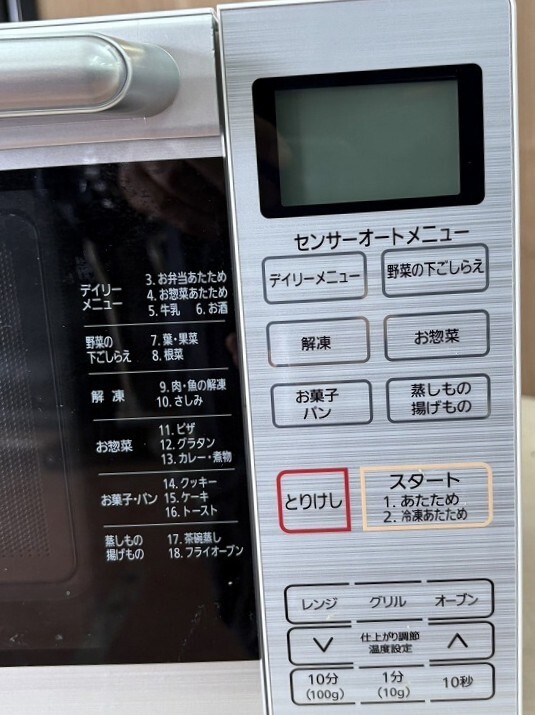 センサーオートメニュー
デイリーメニュー 野菜の下ごしらえ
解凍 お惣菜
お菓子
パン
蒸しもの
揚げもの
とりけし
スタート
1. あたため
2. 冷凍あたため
レンジ グリル オーブン
仕上がり調節
温度設定
10分
(100g)
1分
(10g)
10秒
デイリー
メニュー
3. お弁当あたため
4. お惣菜あたため
5. 牛乳 6. お酒
野菜の
下ごしらえ
7. 葉・果菜
8. 根菜
解凍
9. 肉・魚の解凍
10. さしみ
お惣菜
11. ピザ
12. グラタン
13. カレー・煮物
お菓子・パン
14. クッキー
15. ケーキ
16. トースト
蒸しもの
揚げもの
17. 茶碗蒸し
18. フライオーブン